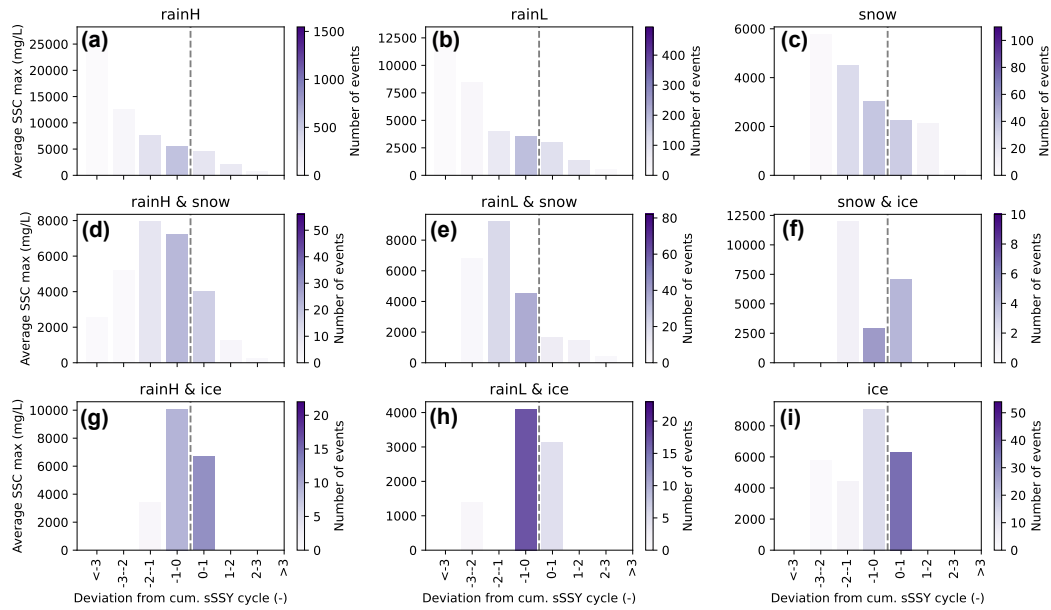 rainH
rainL
snow
(a)
(b)
(c)
Average SSC max (mg/L)
25000
20000
15000
10000
5000
0
1500
1000
500
0
Number of events
12500
10000
7500
5000
2500
0
400
300
200
100
0
Number of events
6000
4000
2000
0
100
80
60
40
20
0
Number of events
rainH & snow
rainL & snow
snow & ice
(d)
(e)
(f)
Average SSC max (mg/L)
8000
6000
4000
2000
0
50
40
30
20
10
0
Number of events
8000
6000
4000
2000
0
80
60
40
20
0
Number of events
12500
10000
7500
5000
2500
0
10
8
6
4
2
0
Number of events
rainH & ice
rainL & ice
ice
(g)
(h)
(i)
Average SSC max (mg/L)
10000
8000
6000
4000
2000
0
20
15
10
5
0
Number of events
4000
3000
2000
1000
0
20
15
10
5
0
Number of events
8000
6000
4000
2000
0
50
40
30
20
10
0
Number of events
<-3 -3--2 -2--1 -1-0 0-1 1-2 2-3 >3
<-3 -3--2 -2--1 -1-0 0-1 1-2 2-3 >3
<-3 -3--2 -2--1 -1-0 0-1 1-2 2-3 >3
Deviation from cum. sSSY cycle (-)
Deviation from cum. sSSY cycle (-)
Deviation from cum. sSSY cycle (-)